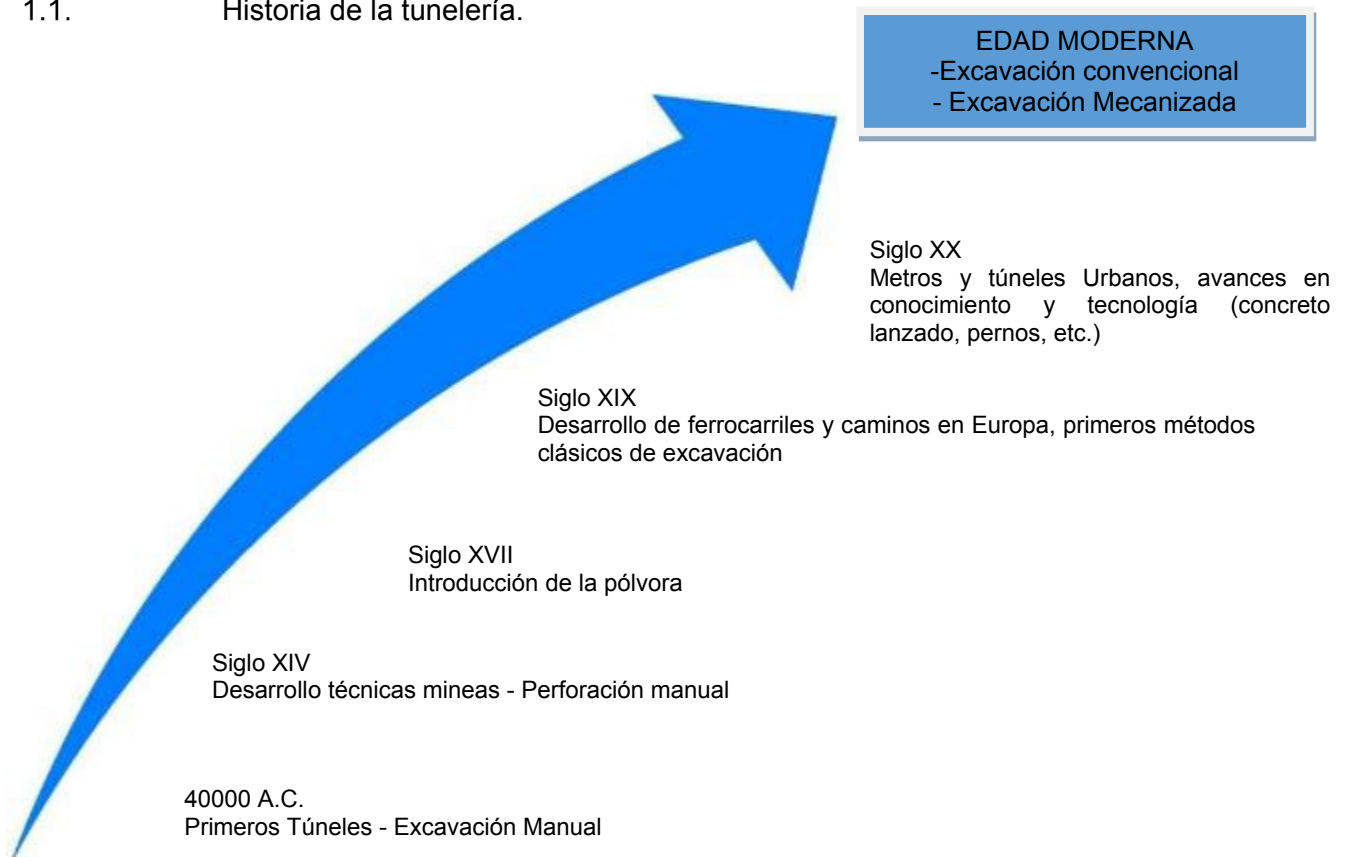 1.1. Historia de la tunelería.
EDAD MODERNA
-Excavación convencional
- Excavación Mecanizada
Siglo XX
Metros y túneles Urbanos, avances en
conocimiento y tecnología (concreto
lanzado, pernos, etc.)
Siglo XIX
Desarrollo de ferrocarriles y caminos en Europa, primeros métodos
clásicos de excavación
Siglo XVII
Introducción de la pólvora
Siglo XIV
Desarrollo técnicas mineas - Perforación manual
40000 A.C.
Primeros Túneles - Excavación Manual